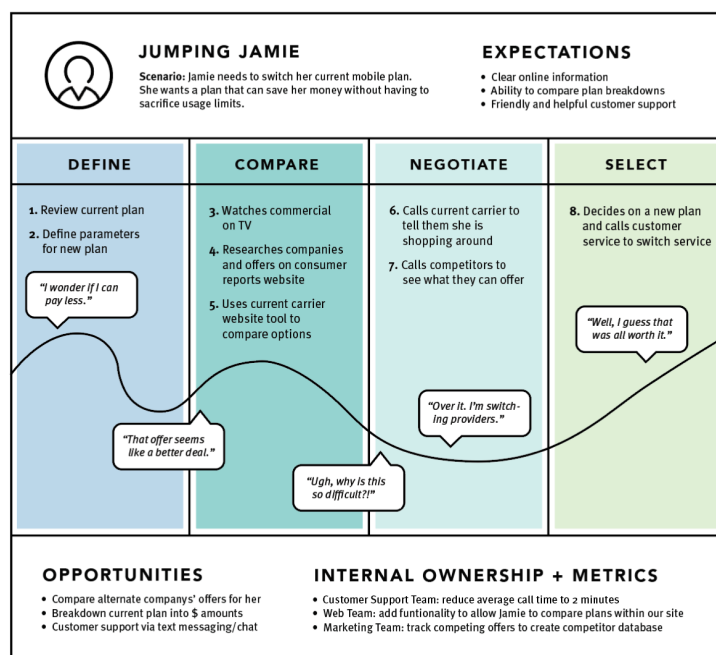 JUMPING JAMIE
Scenario: Jamie needs to switch her current mobile plan.
She wants a plan that can save her money without having to
sacrifice usage limits.
EXPECTATIONS
• Clear online information
• Ability to compare plan breakdowns
• Friendly and helpful customer support
DEFINE
1. Review current plan
2. Define parameters
for new plan
"I wonder if I can
pay less."
"That offer seems
like a better deal."
COMPARE
3. Watches commercial
on TV
4. Researches companies
and offers on consumer
reports website
5. Uses current carrier
website tool to
compare options
"Ugh, why is this
so difficult?!"
NEGOTIATE
6. Calls current carrier to
tell them she is
shopping around
7. Calls competitors to
see what they can offer
"Over it. I'm switch-
ing providers."
SELECT
8. Decides on a new plan
and calls customer
service to switch service
"Well, I guess that
was all worth it."
OPPORTUNITIES
• Compare alternate companys' offers for her
• Breakdown current plan into $ amounts
• Customer support via text messaging/chat
INTERNAL OWNERSHIP + METRICS
• Customer Support Team: reduce average call time to 2 minutes
• Web Team: add funtionality to allow Jamie to compare plans within our site
• Marketing Team: track competing offers to create competitor database